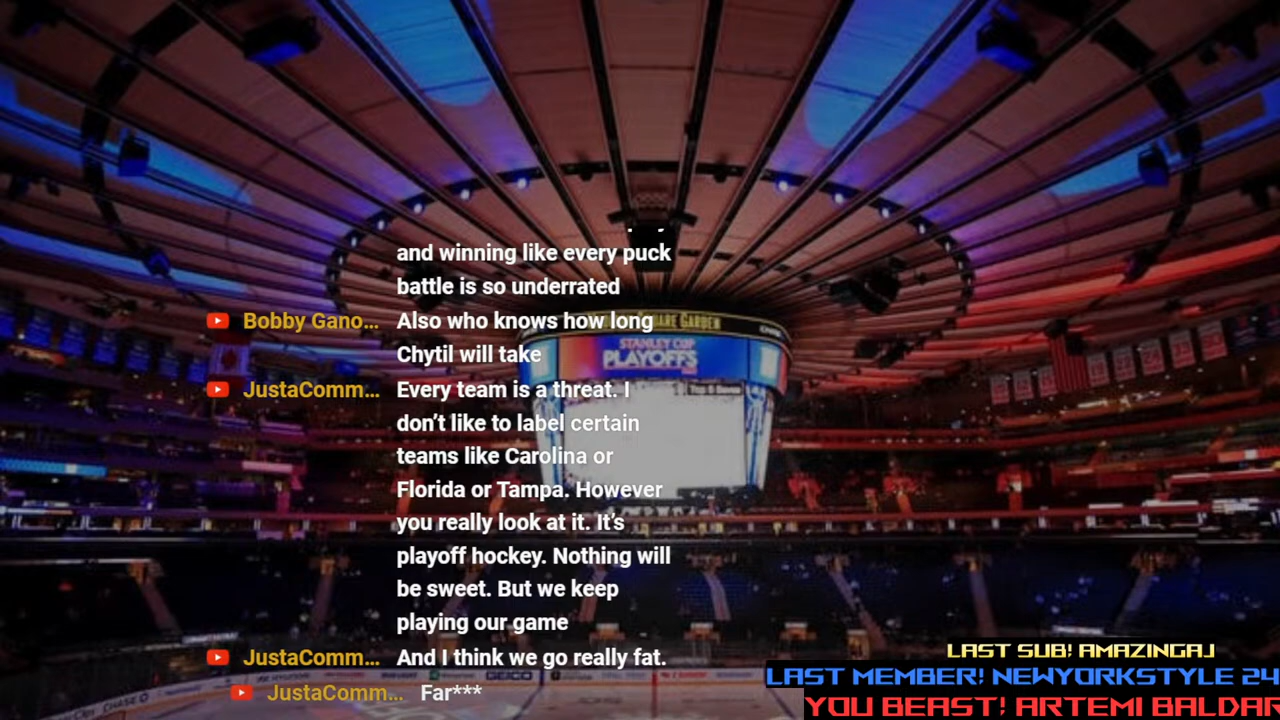 and winning like every puck
battle is so underrated
Bobby Gano... Also who knows how long
Chytil will take
JustaComm... Every team is a threat. I
don’t like to label certain
teams like Carolina or
Florida or Tampa. However
you really look at it. It’s
playoff hockey. Nothing will
be sweet. But we keep
playing our game
JustaComm... And I think we go really fat.
JustaComm... Far***
STANLEY CUP
PLAYOFFS
GEICO
CHASE
LAST SUB! AMAZINGAJ
LAST MEMBER! NEWYORKSTYLE 24
YOU BEAST! ARTEMI BALDAR